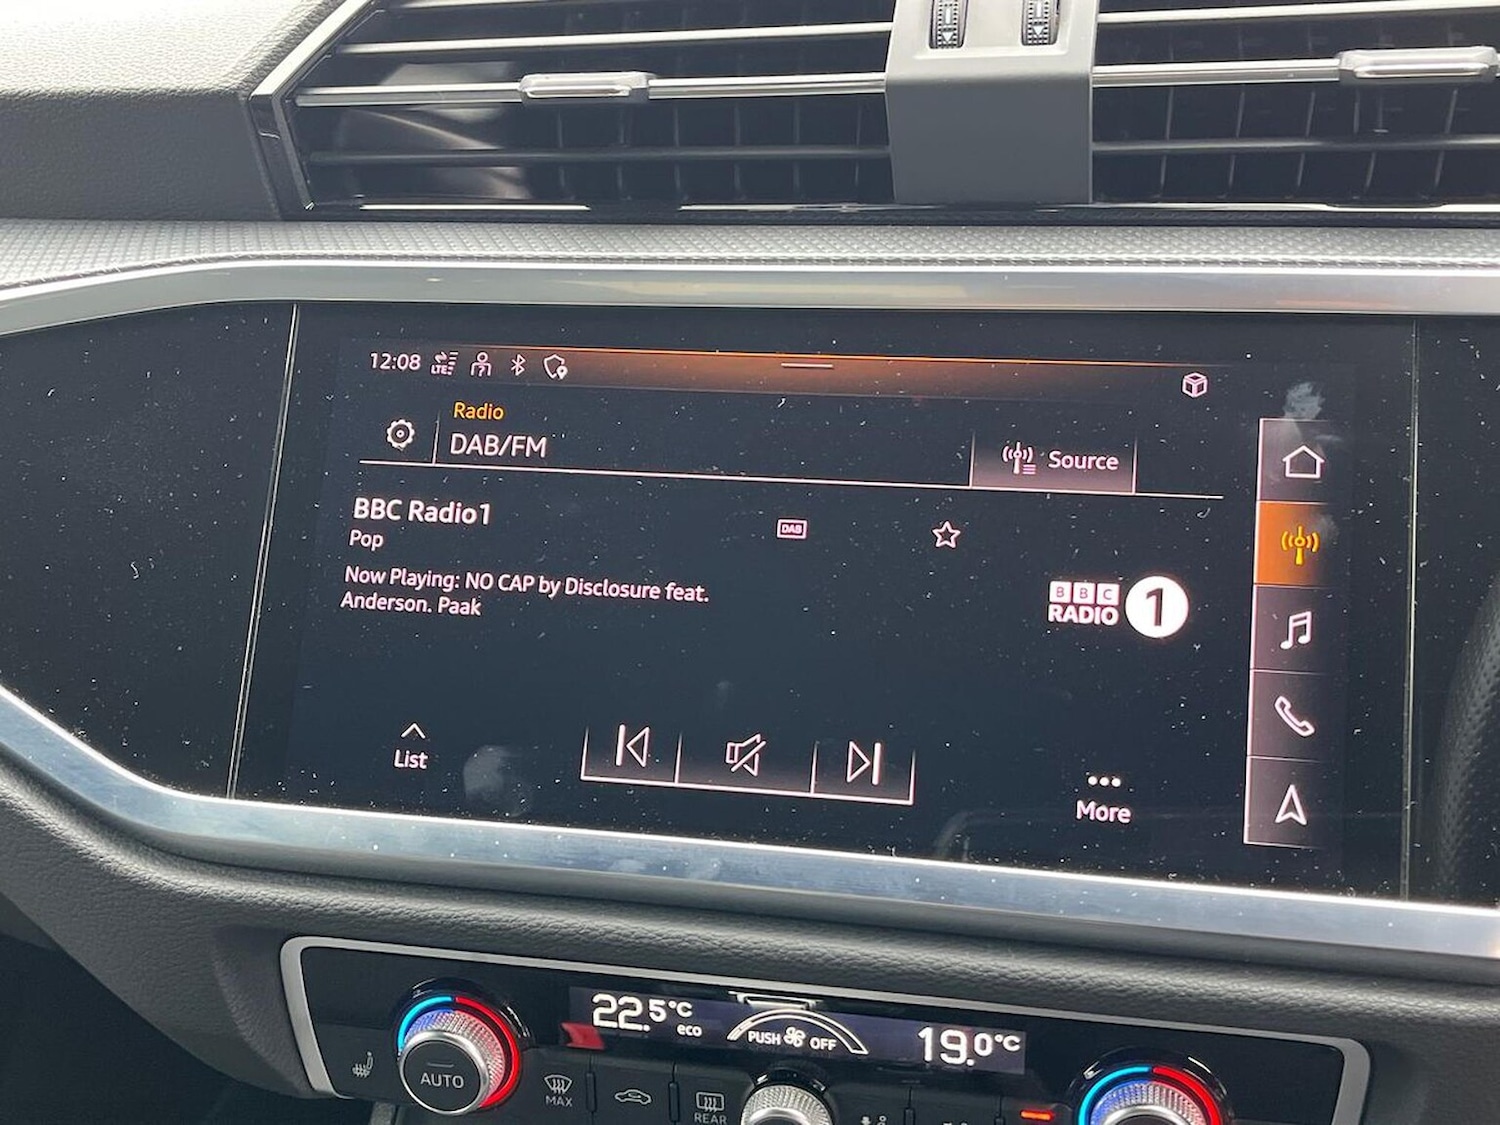 12:08 LTE
Radio
DAB/FM
Source
BBC Radio1
DAB
Pop
Now Playing: NO CAP by Disclosure feat.
Anderson. Paak
BBC
RADIO 1
List
More
22.5°C
eco
PUSH OFF
19.0°C
AUTO
MAX
REAR